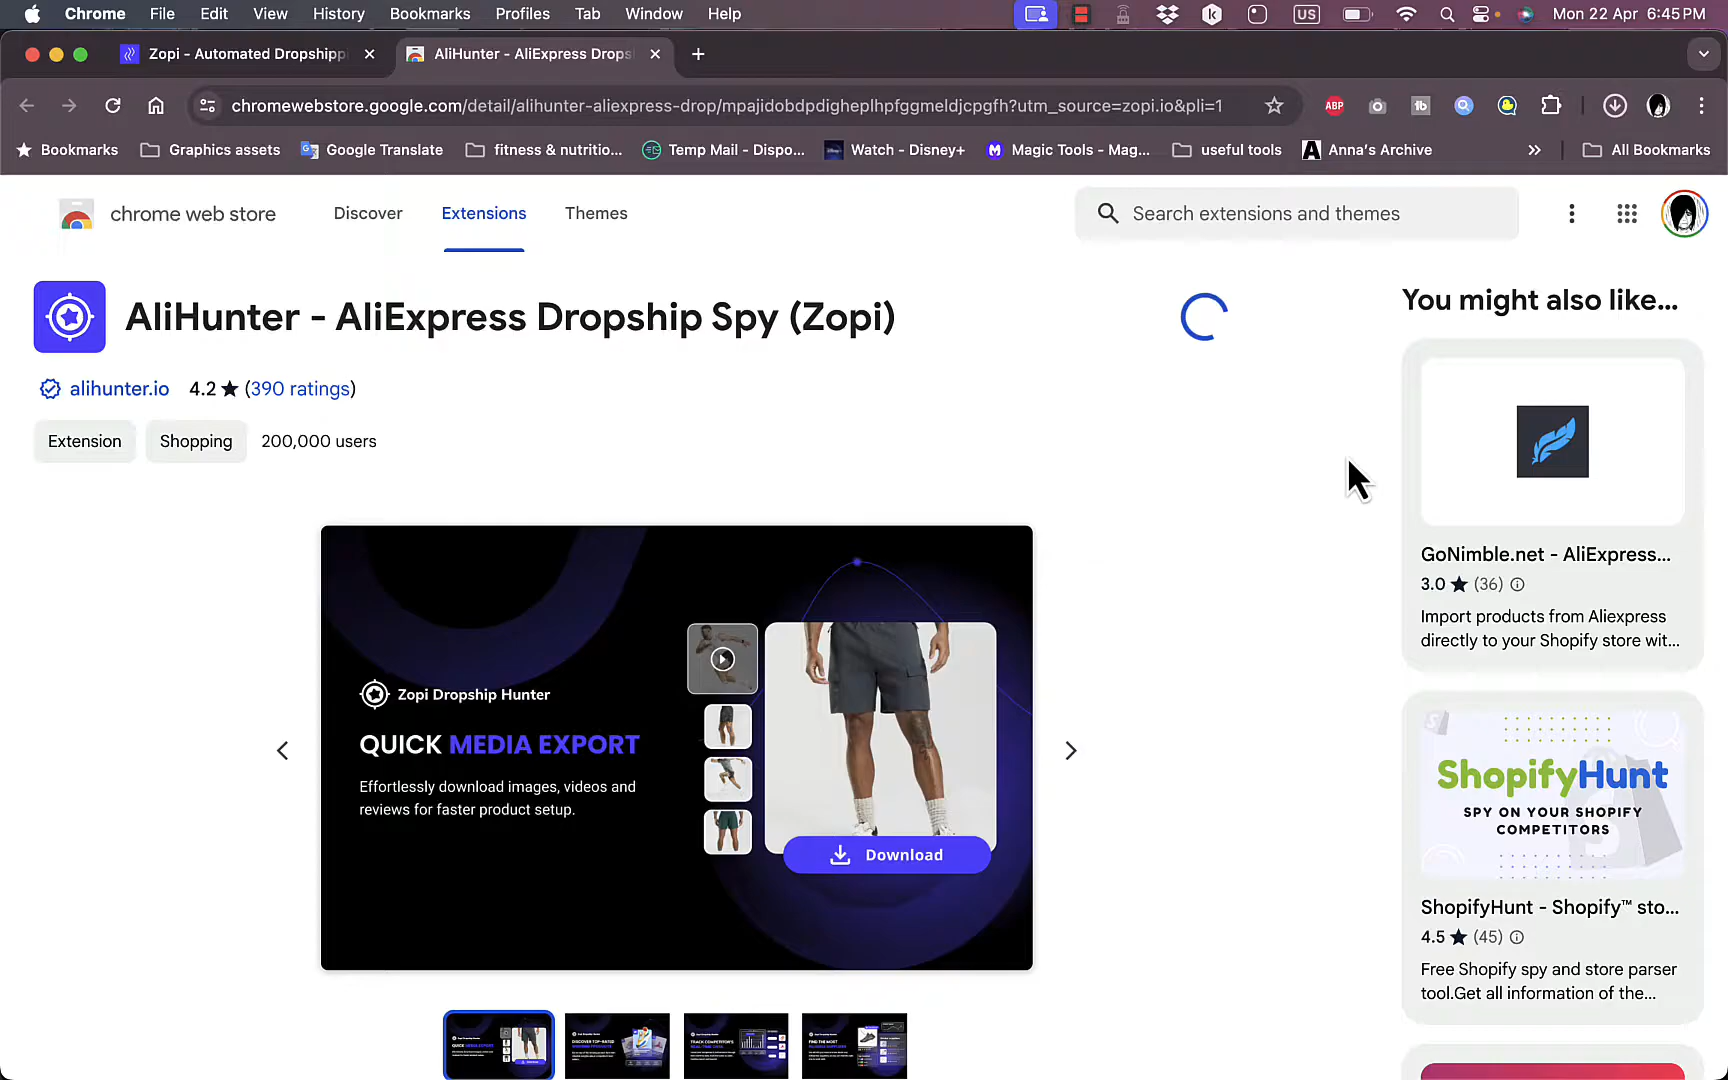 Chrome File Edit View History Bookmarks Profiles Tab Window Help US Mon 22 Apr 6:45 PM
Zopi - Automated Dropshipp
AliHunter - AliExpress Drops
chromewebstore.google.com/detail/alihunter-aliexpress-drop/mpajidobdpdigheplhpfggmeldjcpgfh?utm_source=zopi.io&pli=1
ABP
tb
Bookmarks Graphics assets Google Translate fitness & nutritio... Temp Mail - Dispo... Watch - Disney+ Magic Tools - Mag... useful tools Anna's Archive All Bookmarks
chrome web store Discover Extensions Themes Search extensions and themes
AliHunter - AliExpress Dropship Spy (Zopi)
alihunter.io 4.2 ★ (390 ratings)
Extension Shopping 200,000 users
Zopi Dropship Hunter
QUICK MEDIA EXPORT
Effortlessly download images, videos and
reviews for faster product setup.
Download
You might also like...
GoNimble.net - AliExpress...
3.0 ★ (36)
Import products from Aliexpress
directly to your Shopify store wit...
ShopifyHunt
SPY ON YOUR SHOPIFY
COMPETITORS
ShopifyHunt - Shopify™ sto...
4.5 ★ (45)
Free Shopify spy and store parser
tool.Get all information of the...